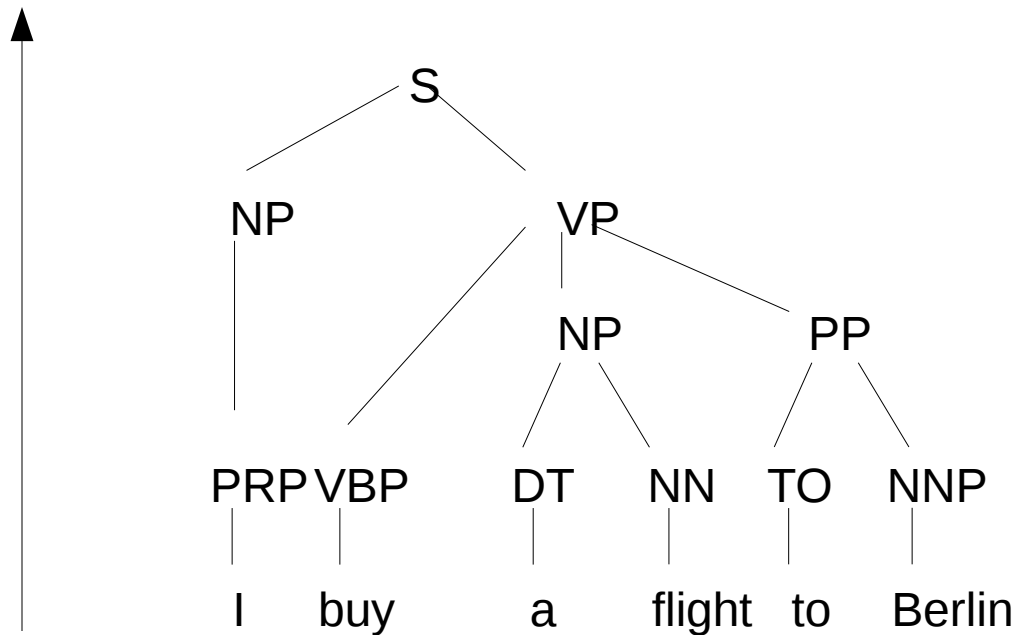 S
NP VP
NP PP
PRP VBP DT NN TO NNP
I buy a flight to Berlin